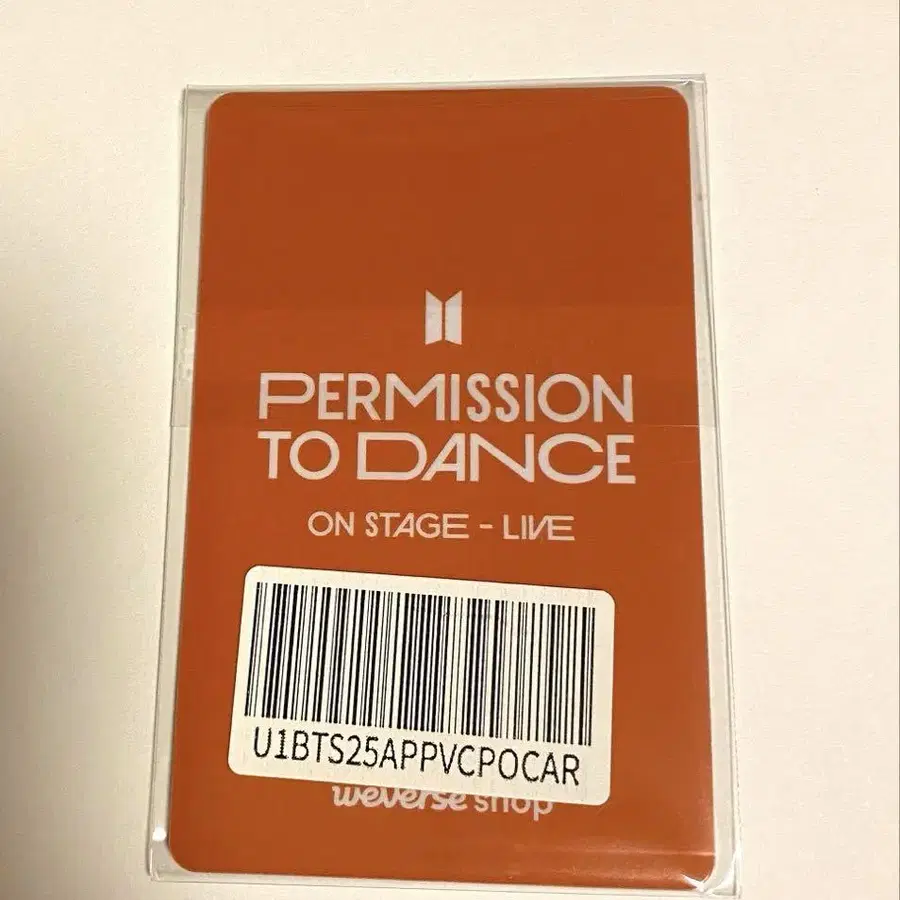 PERMISSION
TO DANCE
ON STAGE - LIVE
U1BTS25APPVCPOCAR
weverse shop